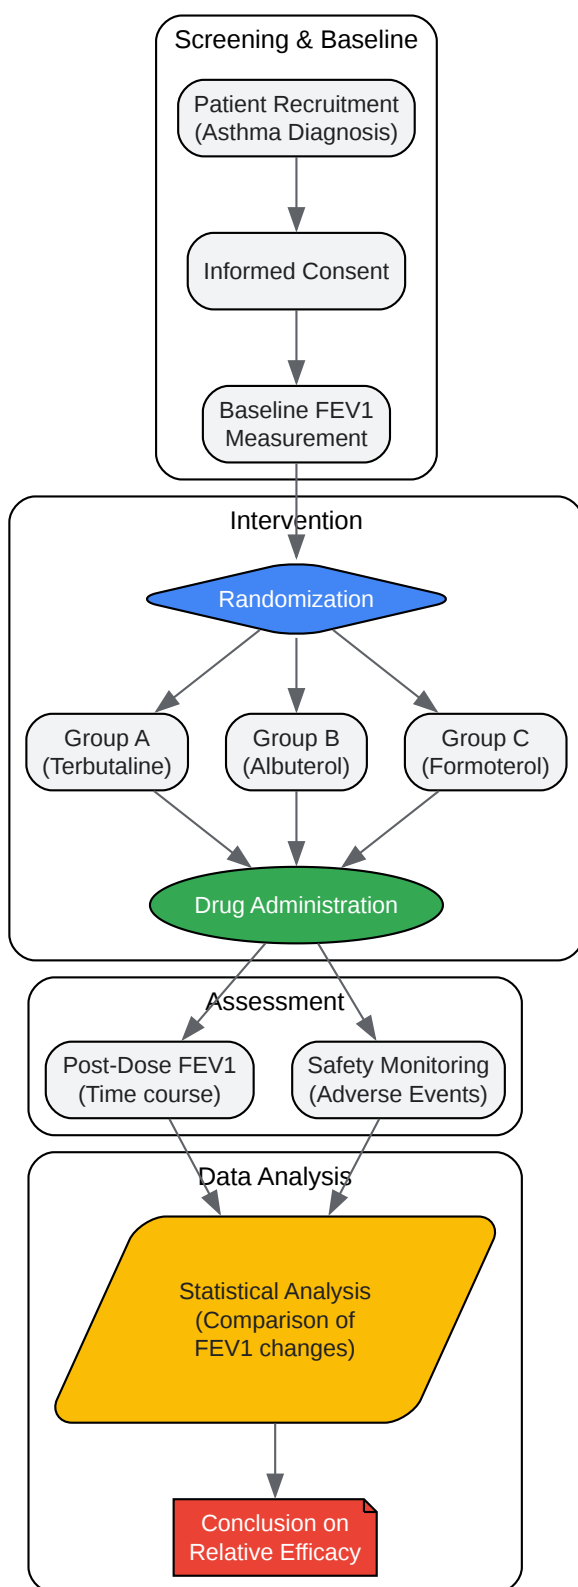 Screening & Baseline
Patient Recruitment
(Asthma Diagnosis)
Informed Consent
Baseline FEV1
Measurement
Intervention
Randomization
Group A
(Terbutaline)
Group B
(Albuterol)
Group C
(Formoterol)
Drug Administration
Assessment
Post-Dose FEV1
(Time course)
Safety Monitoring
(Adverse Events)
Data Analysis
Statistical Analysis
(Comparison of
FEV1 changes)
Conclusion on
Relative Efficacy